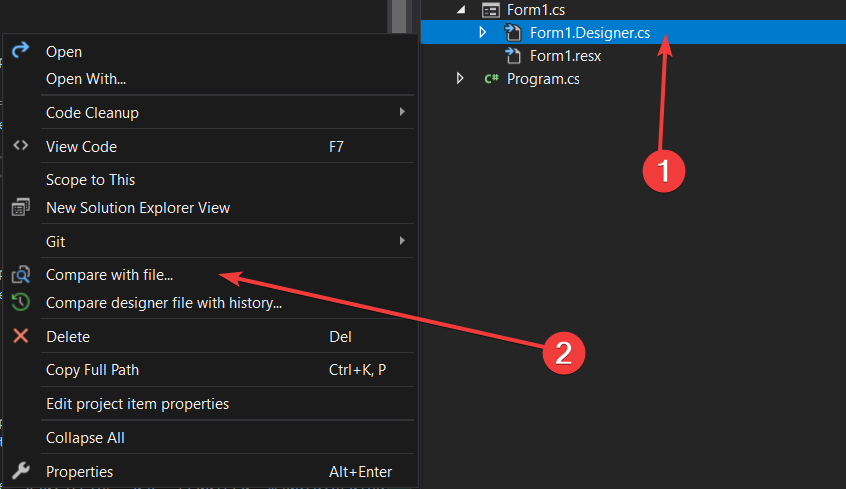 Form1.cs
Form1.Designer.cs
Form1.resx
C# Program.cs
1
Open
Open With...
Code Cleanup
View Code F7
Scope to This
New Solution Explorer View
Git
Compare with file...
Compare designer file with history...
2
Delete Del
Copy Full Path Ctrl+K, P
Edit project item properties
Collapse All
Properties Alt+Enter